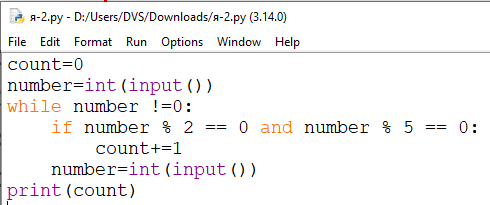 я-2.py - D:/Users/DVS/Downloads/я-2.py (3.14.0)
File Edit Format Run Options Window Help
count=0
number=int(input())
while number !=0:
    if number % 2 == 0 and number % 5 == 0:
        count+=1
    number=int(input())
print(count)